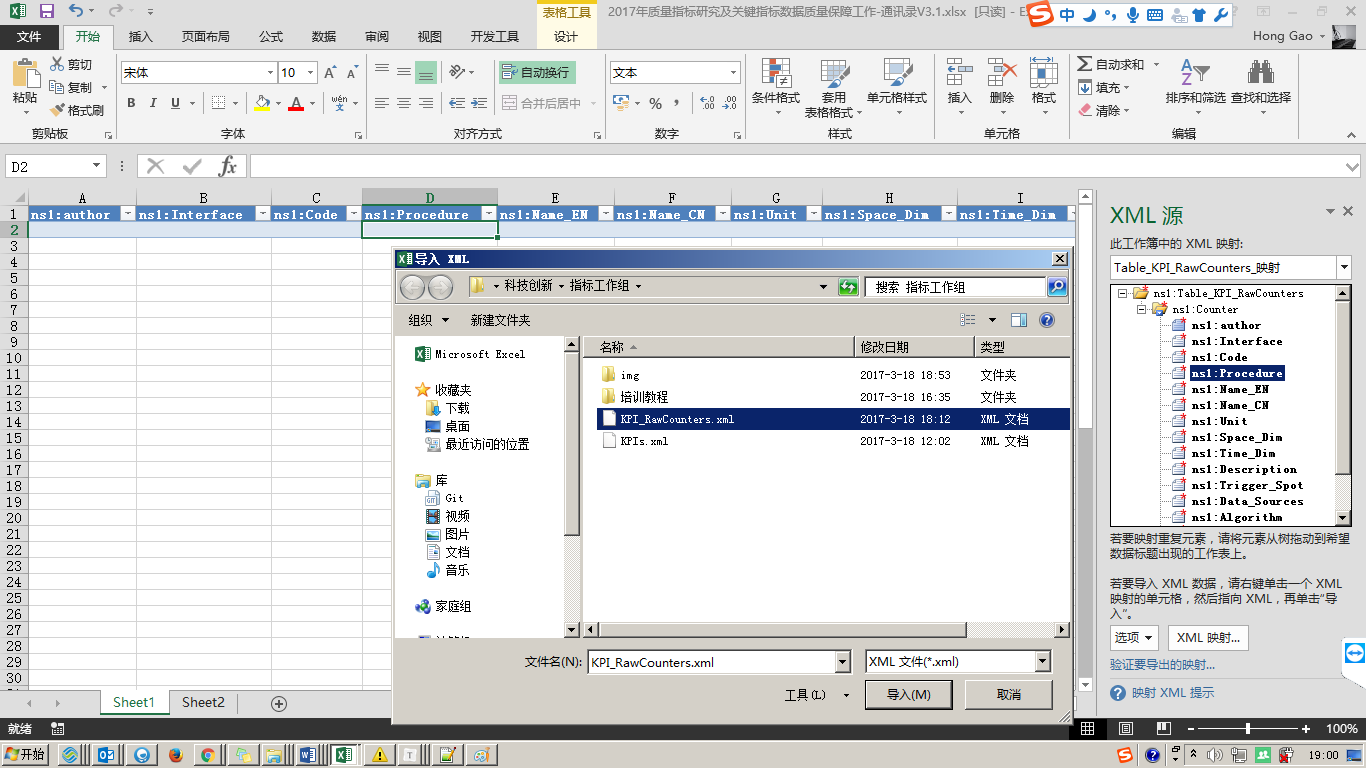 表格工具
2017年质量指标研究及关键指标数据质量保障工作-通讯录V3.1.xlsx [只读] - E
中
文件
开始
插入
页面布局
公式
数据
审阅
视图
开发工具
设计
Hong Gao
粘贴
剪切
复制
格式刷
剪贴板
宋体
10
B I U
wén
字体
自动换行
合并后居中
对齐方式
文本
%
数字
条件格式
套用
表格格式
单元格样式
样式
插入
删除
格式
单元格
自动求和
填充
清除
排序和筛选
查找和选择
编辑
D2
fx
A B C D E F G H I
1 ns1:author ns1:Interface ns1:Code ns1:Procedure ns1:Name_EN ns1:Name_CN ns1:Unit ns1:Space_Dim ns1:Time_Dim
2
3
4
5
6
7
8
9
10
11
12
13
14
15
16
17
18
19
20
21
22
23
24
25
26
27
28
29
30
导入 XML
科技创新
指标工作组
搜索 指标工作组
组织
新建文件夹
Microsoft Excel
收藏夹
下载
桌面
最近访问的位置
库
Git
视频
图片
文档
音乐
家庭组
名称 修改日期 类型
img 2017-3-18 18:53 文件夹
培训教程 2017-3-18 16:35 文件夹
KPI_RawCounters.xml 2017-3-18 18:12 XML 文档
KPIs.xml 2017-3-18 12:02 XML 文档
文件名(N):
KPI_RawCounters.xml
XML 文件(*.xml)
工具(L)
导入(M)
取消
XML 源
此工作簿中的 XML 映射:
Table_KPI_RawCounters_映射
ns1:Table_KPI_RawCounters
ns1:Counter
ns1:author
ns1:Interface
ns1:Code
ns1:Procedure
ns1:Name_EN
ns1:Name_CN
ns1:Unit
ns1:Space_Dim
ns1:Time_Dim
ns1:Description
ns1:Trigger_Spot
ns1:Data_Sources
ns1:Algorithm
若要映射重复元素，请将元素从树拖动到希望
数据标题出现的工作表上。
若要导入 XML 数据，请右键单击一个 XML
映射的单元格，然后指向 XML，再单击“导
入”。
选项
XML 映射...
验证要导出的映射...
映射 XML 提示
Sheet1
Sheet2
就绪
100%
开始
19:00